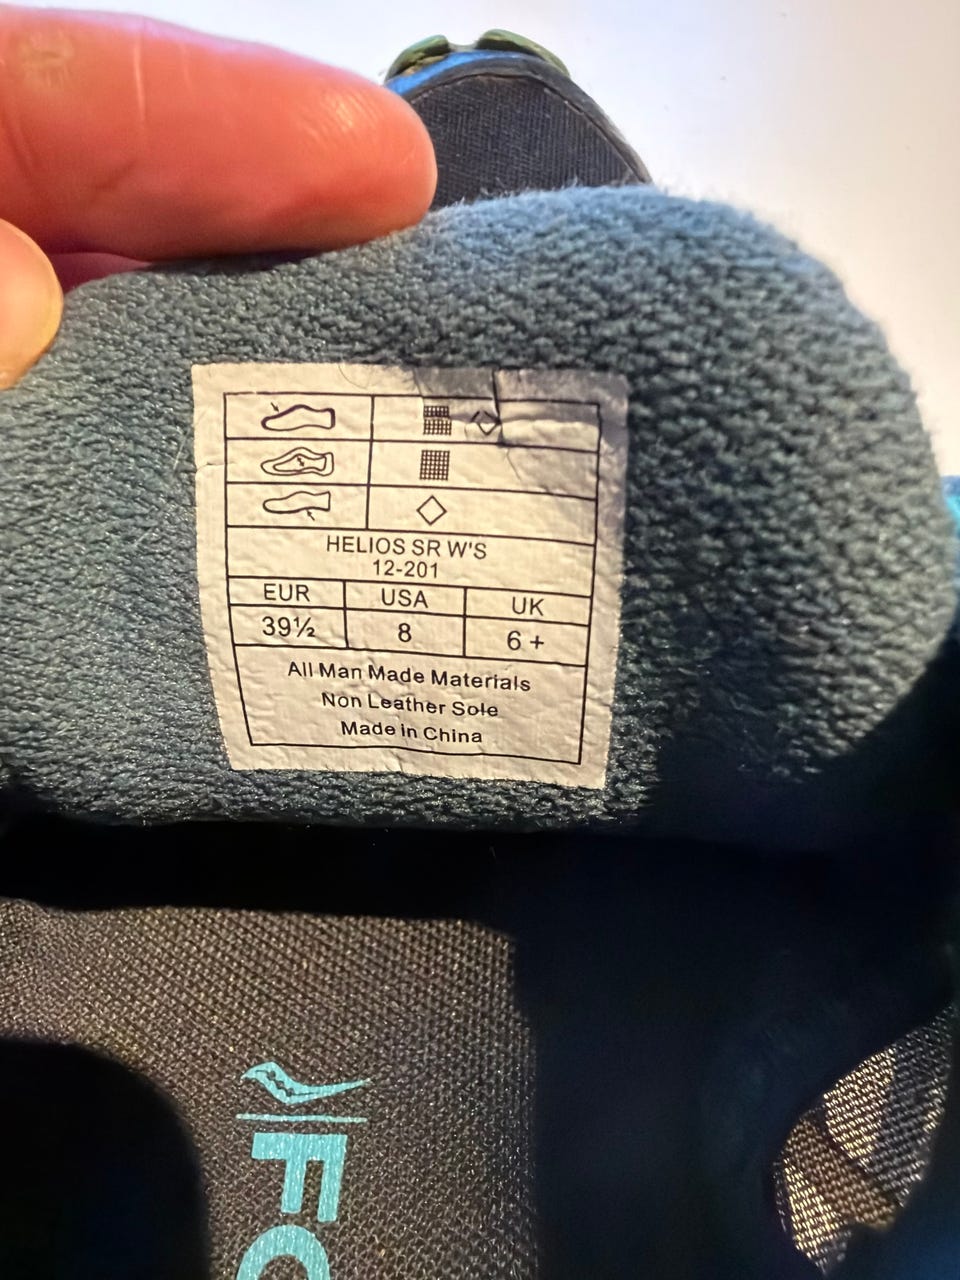 HELIOS SR W'S
12-201
EUR USA UK
39½ 8 6 +
All Man Made Materials
Non Leather Sole
Made in China